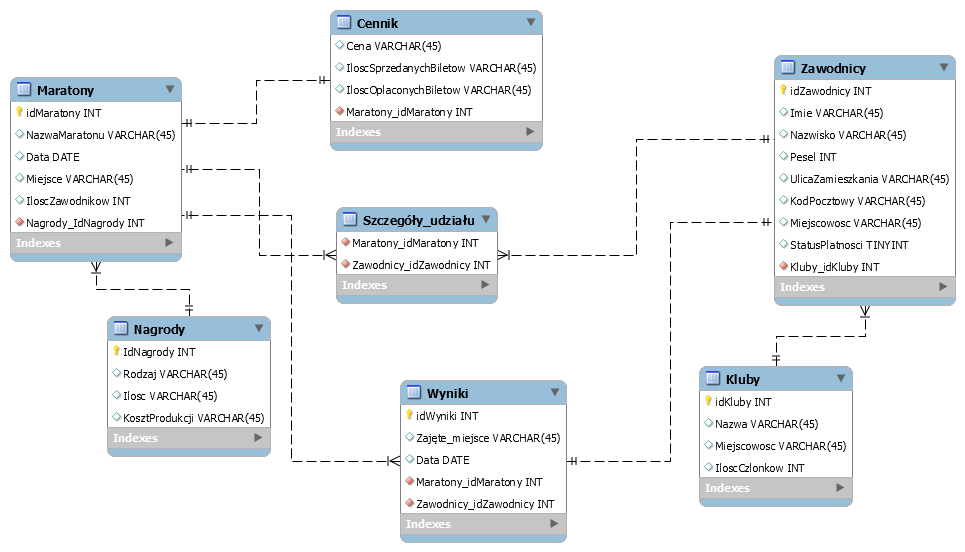 Cennik
Cena VARCHAR(45)
IloscSprzedanychBiletow VARCHAR(45)
IloscOplaconychBiletow VARCHAR(45)
Maratony_idMaratony INT
Indexes
Maratony
idMaratony INT
NazwaMaratonu VARCHAR(45)
Data DATE
Miejsce VARCHAR(45)
IloscZawodnikow INT
Nagrody_IdNagrody INT
Indexes
Zawodnicy
idZawodnicy INT
Imie VARCHAR(45)
Nazwisko VARCHAR(45)
Pesel INT
UlicaZamieszkania VARCHAR(45)
KodPocztowy VARCHAR(45)
Miejscowosc VARCHAR(45)
StatusPlatnosci TINYINT
Kluby_idKluby INT
Indexes
Szczegóły_udziału
Maratony_idMaratony INT
Zawodnicy_idZawodnicy INT
Indexes
Nagrody
IdNagrody INT
Rodzaj VARCHAR(45)
Ilosc VARCHAR(45)
KosztProdukcji VARCHAR(45)
Indexes
Wyniki
idWyniki INT
Zajęte_miejsce VARCHAR(45)
Data DATE
Maratony_idMaratony INT
Zawodnicy_idZawodnicy INT
Indexes
Kluby
idKluby INT
Nazwa VARCHAR(45)
Miejscowosc VARCHAR(45)
IloscCzlonkow INT
Indexes